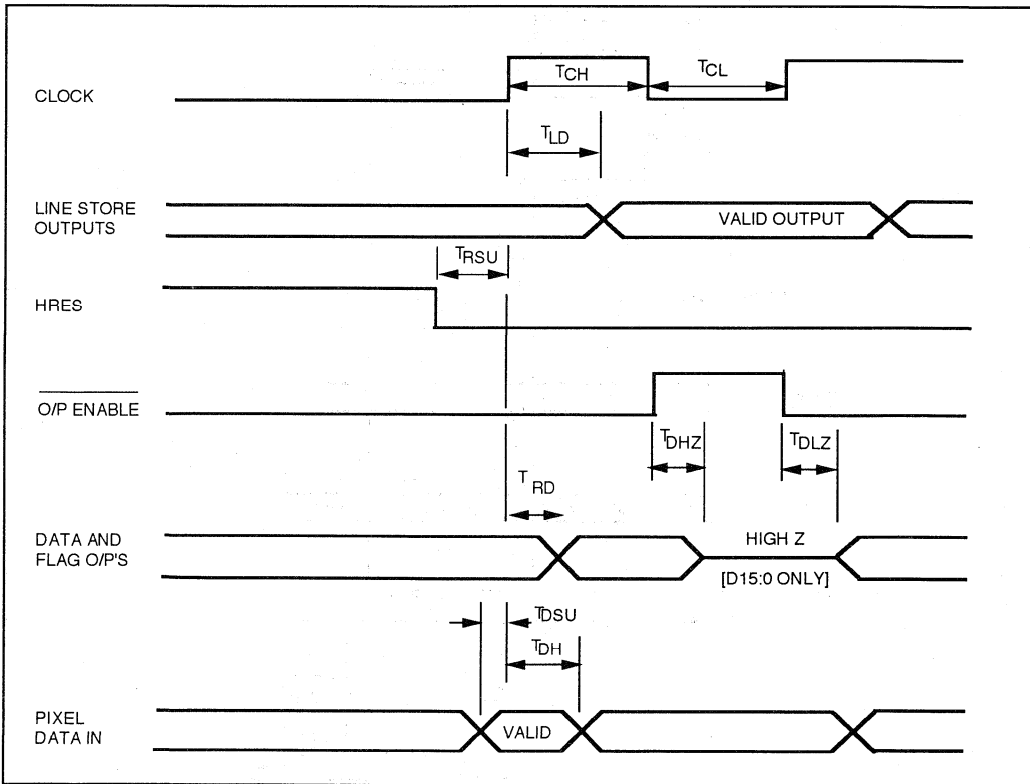 CLOCK
TCH
TCL
TLD
LINE STORE
OUTPUTS
VALID OUTPUT
TRSU
HRES
O/P ENABLE
TDHZ
TDLZ
T RD
DATA AND
FLAG O/P'S
HIGH Z
[D15:0 ONLY]
TDSU
TDH
PIXEL
DATA IN
VALID